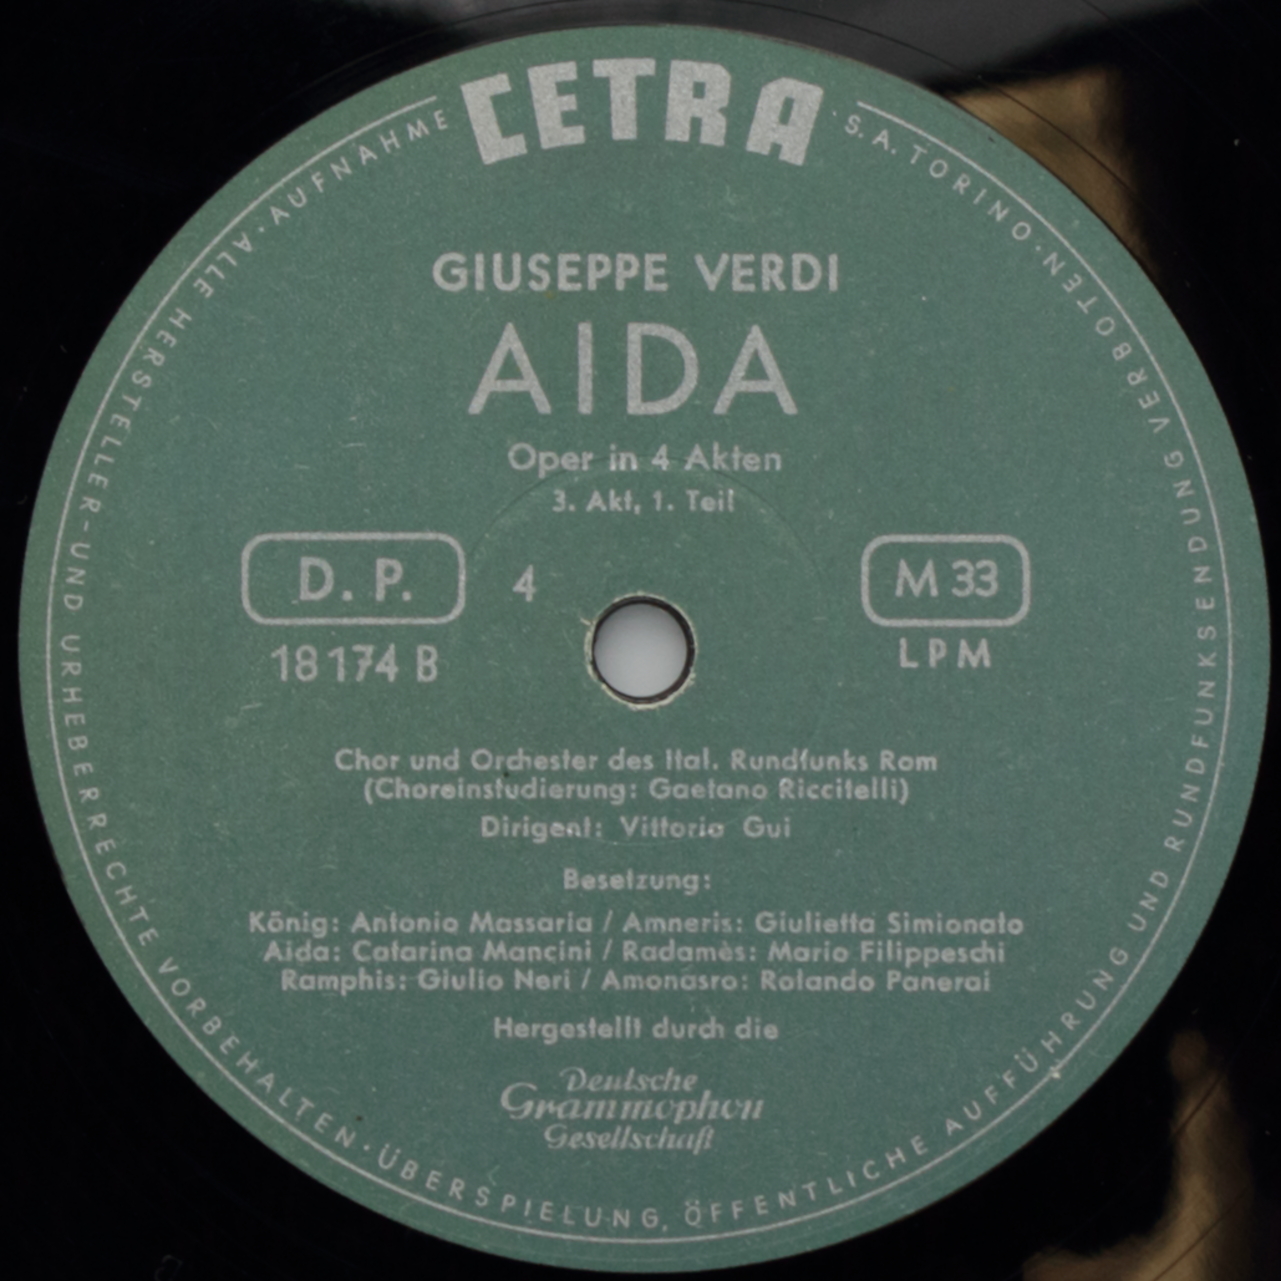 CETRA
AUFNAHME · S.A. TORINO · ALLE HERSTELLER-UND URHEBERRECHTE VORBEHALTEN · ÜBERSPIELUNG, ÖFFENTLICHE AUFFÜHRUNG UND RUNDFUNKSENDUNG VERBOTEN
GIUSEPPE VERDI
AIDA
Oper in 4 Akten
3. Akt, 1. Teil
D. P. 4 M 33
18174 B LPM
Chor und Orchester des Ital. Rundfunks Rom
(Choreinstudierung: Gaetano Riccitelli)
Dirigent: Vittorio Gui
Besetzung:
König: Antonio Massaria / Amneris: Giulietta Simionato
Aida: Catarina Mancini / Radamès: Mario Filippeschi
Ramphis: Giulio Neri / Amonasro: Rolando Panerai
Hergestellt durch die
Deutsche
Grammophon
Gesellschaft